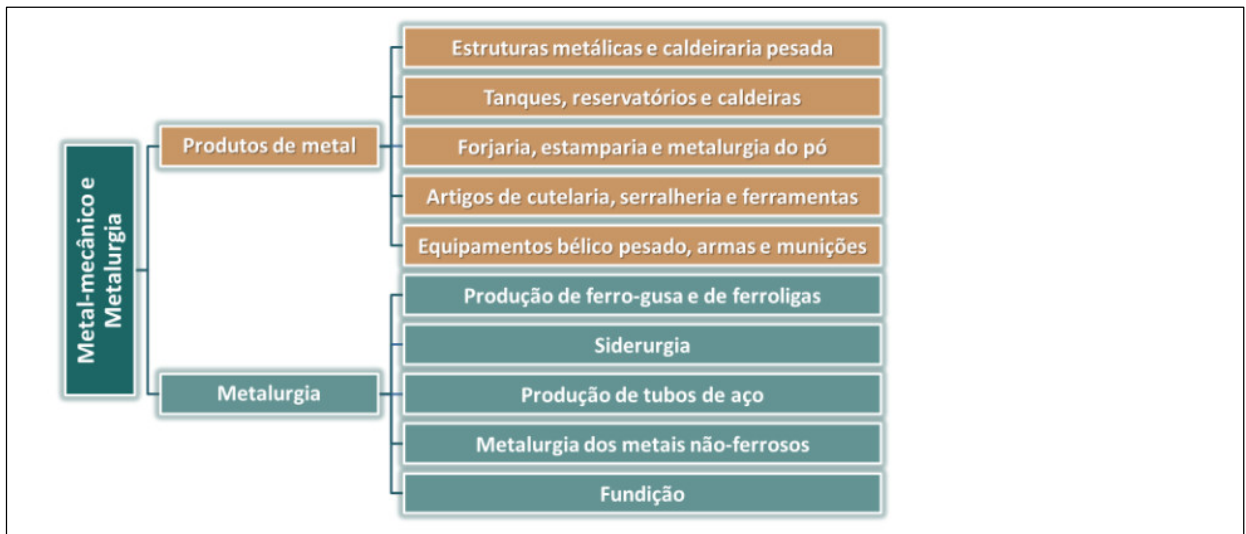 Metal-mecânico e
Metalurgia
Produtos de metal
Estruturas metálicas e caldeiraria pesada
Tanques, reservatórios e caldeiras
Forjaria, estamparia e metalurgia do pó
Artigos de cutelaria, serralheria e ferramentas
Equipamentos bélico pesado, armas e munições
Metalurgia
Produção de ferro-gusa e de ferroligas
Siderurgia
Produção de tubos de aço
Metalurgia dos metais não-ferrosos
Fundição